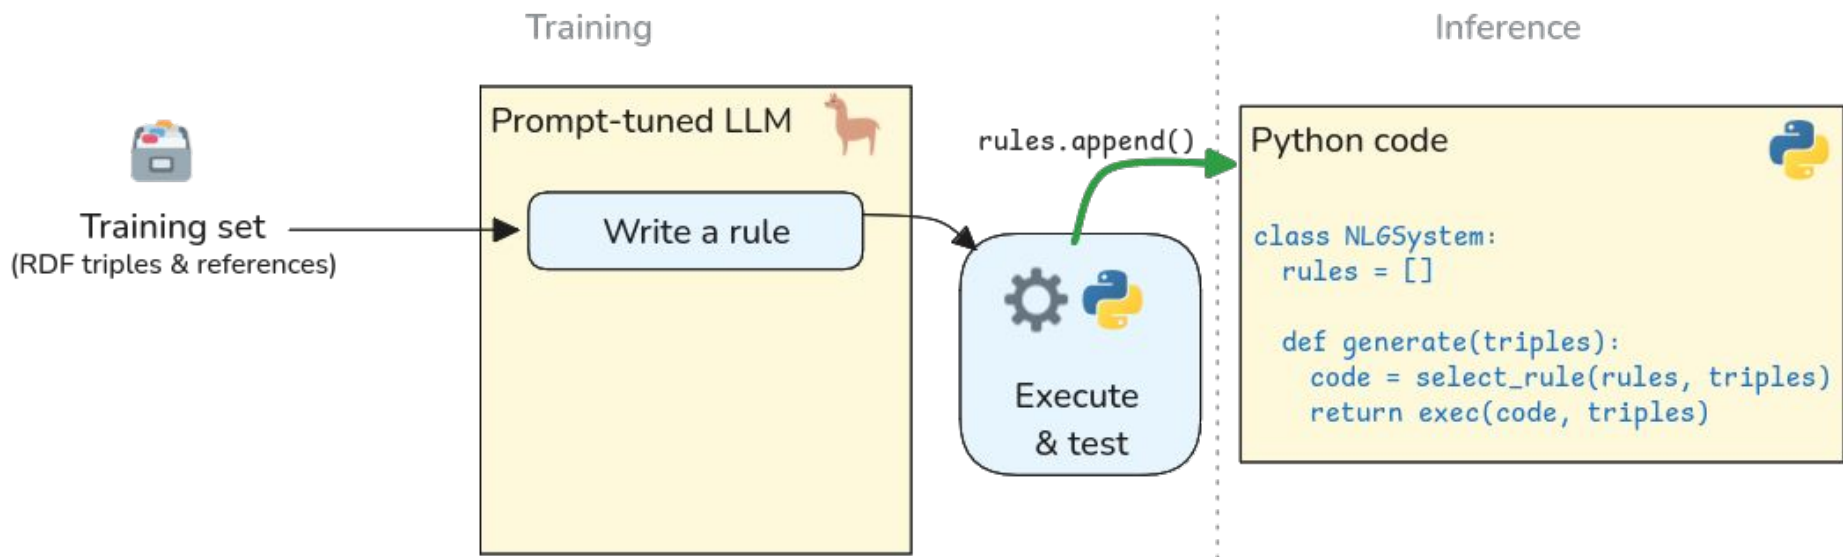 Training
Inference
Prompt-tuned LLM
rules.append()
Python code
Training set
(RDF triples & references)
Write a rule
Execute
& test
class NLGSystem:
rules = []
def generate(triples):
code = select_rule(rules, triples)
return exec(code, triples)